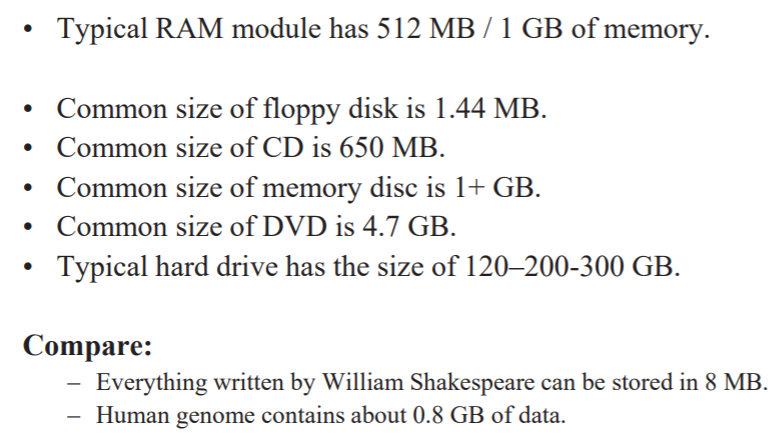 • Typical RAM module has 512 MB / 1 GB of memory.
• Common size of floppy disk is 1.44 MB.
• Common size of CD is 650 MB.
• Common size of memory disc is 1+ GB.
• Common size of DVD is 4.7 GB.
• Typical hard drive has the size of 120–200-300 GB.
Compare:
– Everything written by William Shakespeare can be stored in 8 MB.
– Human genome contains about 0.8 GB of data.